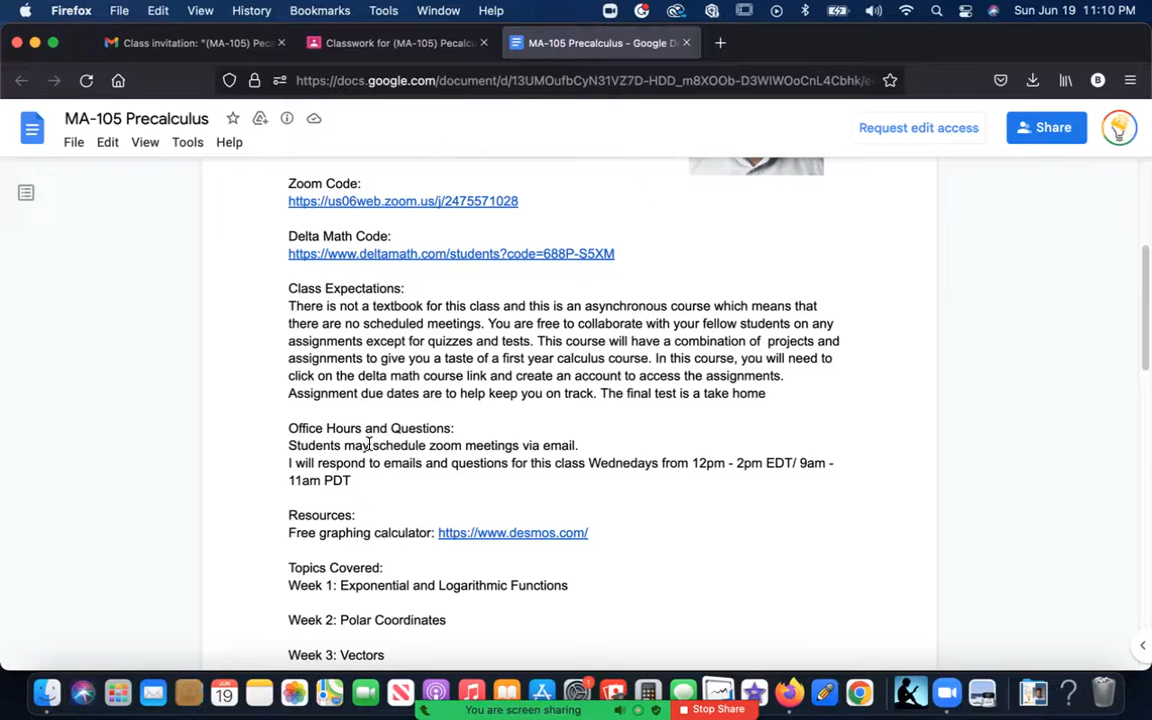 Firefox File Edit View History Bookmarks Tools Window Help Sun Jun 19 11:10 PM
Class invitation: "(MA-105) Peca
Classwork for (MA-105) Pecalcu
MA-105 Precalculus - Google D
https://docs.google.com/document/d/13UMOufbCyN31VZ7D-HDD_m8XOOb-D3WlWOoCnL4Cbhk/e
B
MA-105 Precalculus
Request edit access
Share
File Edit View Tools Help
Zoom Code:
https://us06web.zoom.us/j/2475571028
Delta Math Code:
https://www.deltamath.com/students?code=688P-S5XM
Class Expectations:
There is not a textbook for this class and this is an asynchronous course which means that
there are no scheduled meetings. You are free to collaborate with your fellow students on any
assignments except for quizzes and tests. This course will have a combination of projects and
assignments to give you a taste of a first year calculus course. In this course, you will need to
click on the delta math course link and create an account to access the assignments.
Assignment due dates are to help keep you on track. The final test is a take home
Office Hours and Questions:
Students may schedule zoom meetings via email.
I will respond to emails and questions for this class Wednedays from 12pm - 2pm EDT/ 9am -
11am PDT
Resources:
Free graphing calculator: https://www.desmos.com/
Topics Covered:
Week 1: Exponential and Logarithmic Functions
Week 2: Polar Coordinates
Week 3: Vectors
JUN
19
You are screen sharing
Stop Share